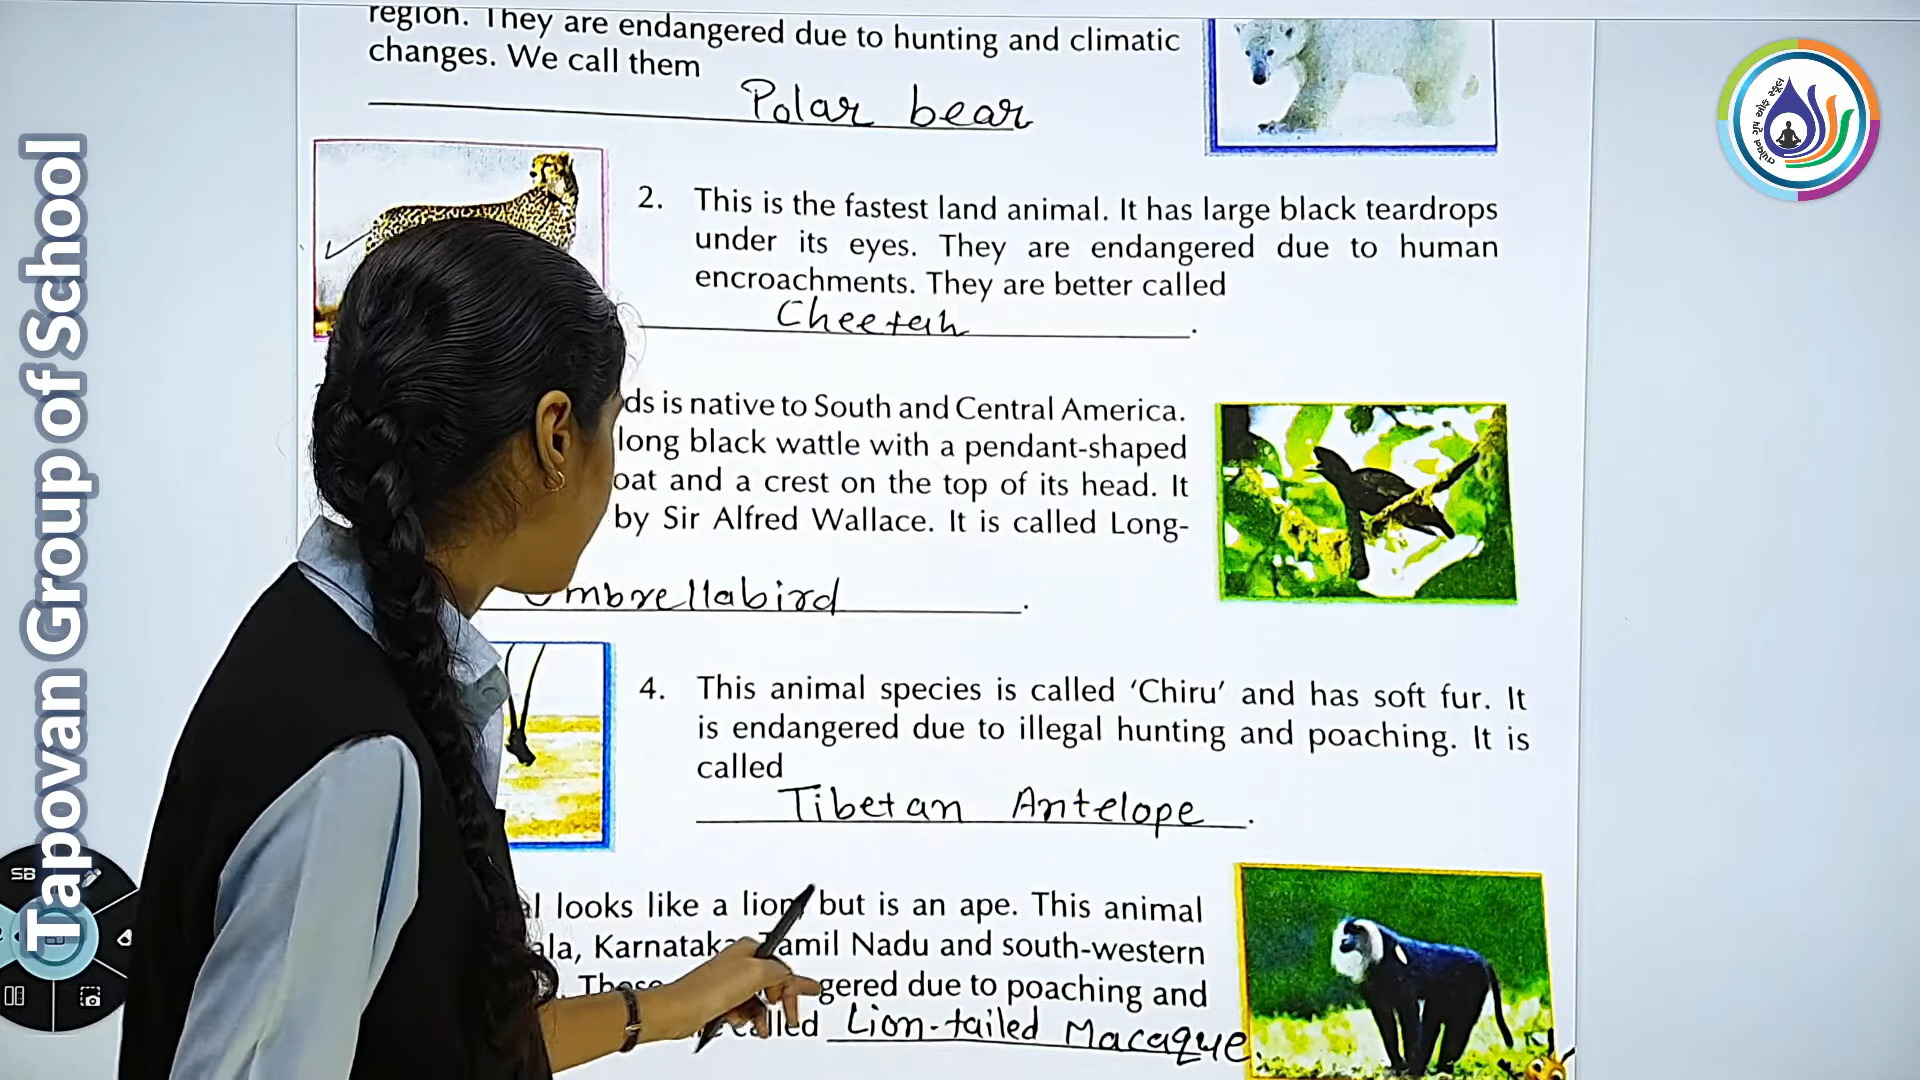 region. They are endangered due to hunting and climatic
changes. We call them
Polar bear
2. This is the fastest land animal. It has large black teardrops
under its eyes. They are endangered due to human
encroachments. They are better called
Cheetah.
ds is native to South and Central America.
long black wattle with a pendant-shaped
oat and a crest on the top of its head. It
by Sir Alfred Wallace. It is called Long-
Umbrellabird.
4. This animal species is called ‘Chiru’ and has soft fur. It
is endangered due to illegal hunting and poaching. It is
called
Tibetan Antelope.
l looks like a lion, but is an ape. This animal
ala, Karnataka, Tamil Nadu and south-western
. These gered due to poaching and
called Lion-tailed Macaque.
Tapovan Group of School
SB